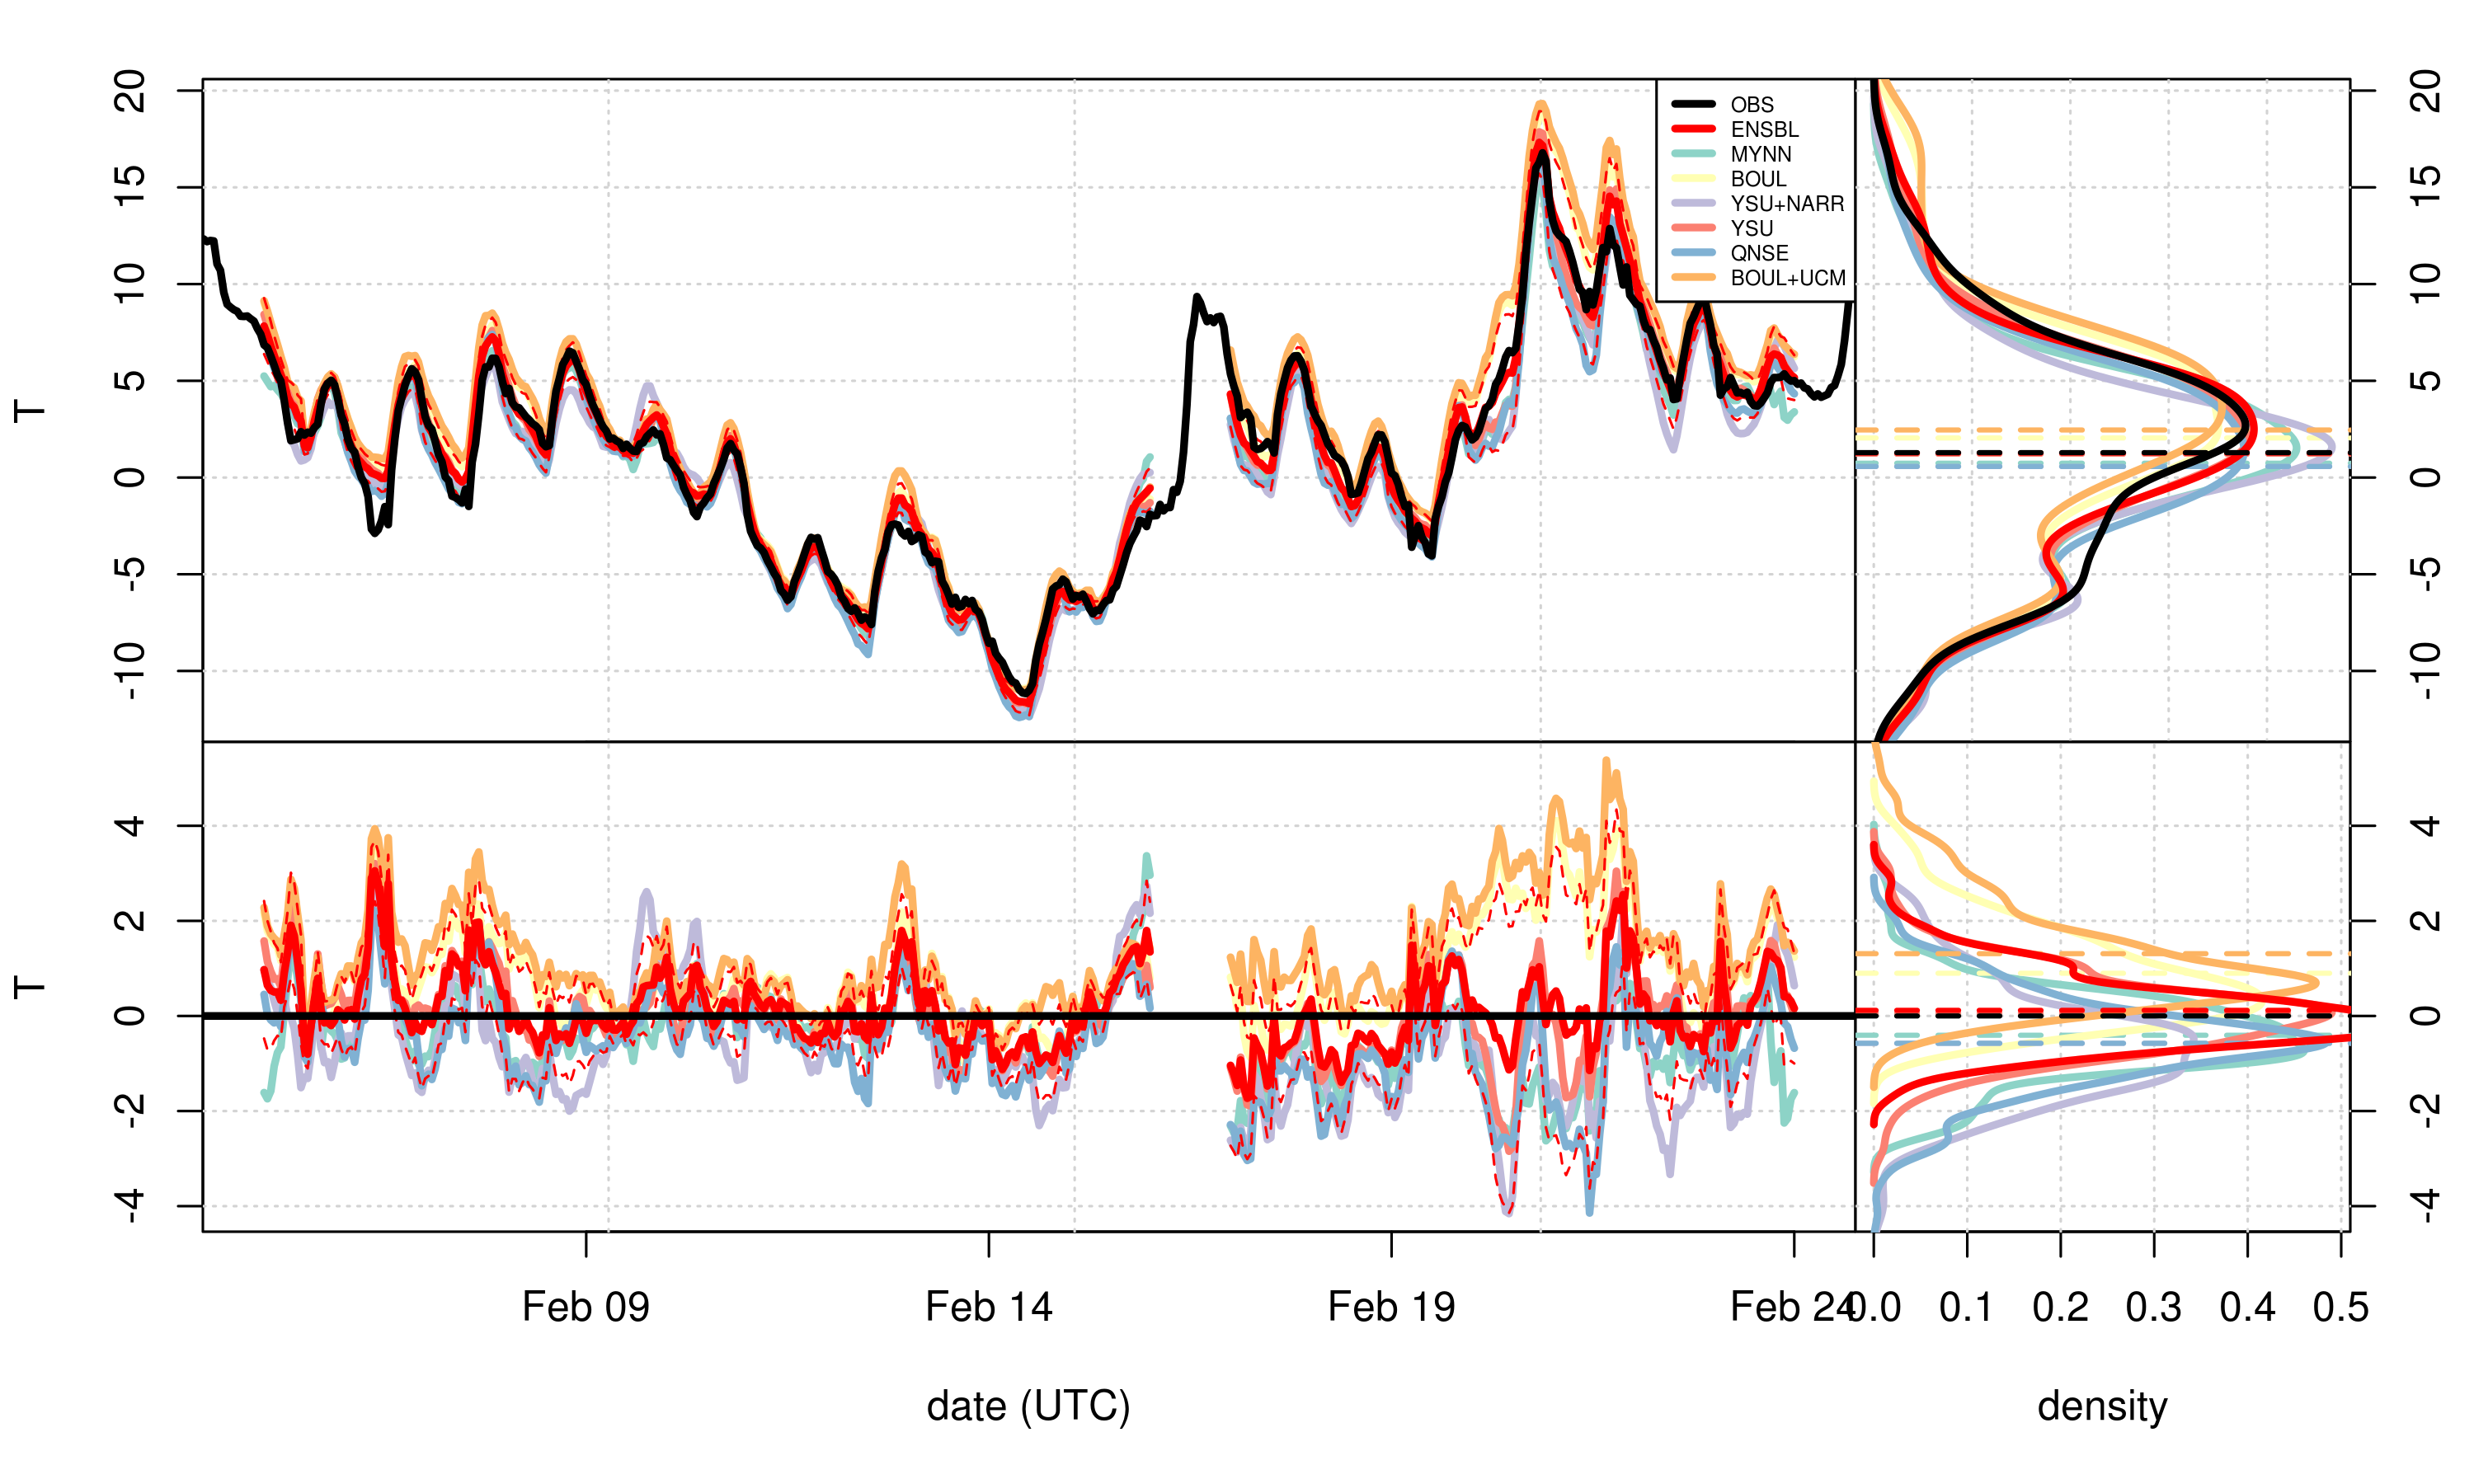 T
20
15
10
5
0
-5
-10
OBS
ENSBL
MYNN
BOUL
YSU+NARR
YSU
QNSE
BOUL+UCM
20
15
10
5
0
-5
-10
T
4
2
0
-2
-4
4
2
0
-2
-4
Feb 09 Feb 14 Feb 19 Feb 24
0.0 0.1 0.2 0.3 0.4 0.5
date (UTC)
density